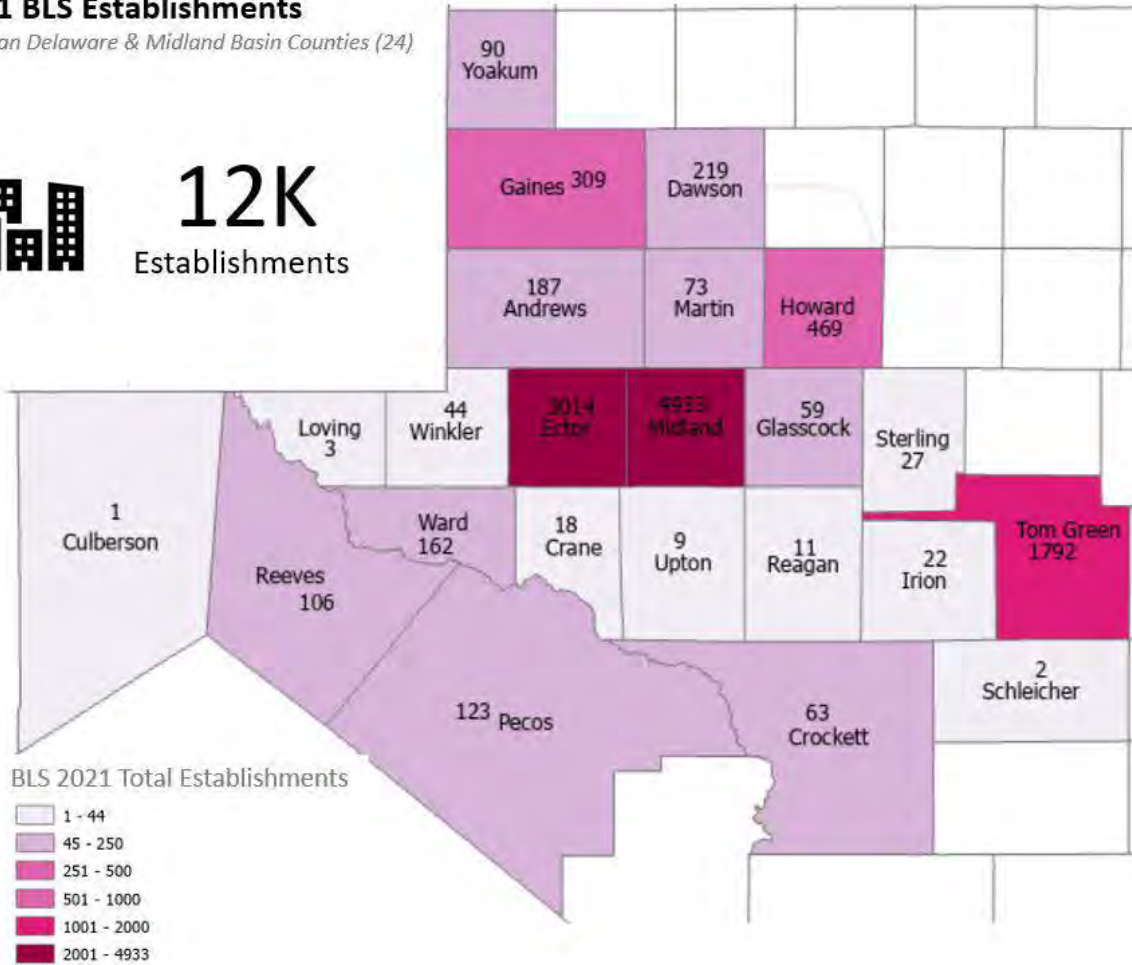 1 BLS Establishments
an Delaware & Midland Basin Counties (24)
12K
Establishments
90
Yoakum
Gaines 309
219
Dawson
187
Andrews
73
Martin
Howard
469
Loving
3
44
Winkler
3014
Ector
4933
Midland
59
Glasscock
Sterling
27
1
Culberson
Ward
162
18
Crane
9
Upton
11
Reagan
22
Irion
Tom Green
1792
Reeves
106
123 Pecos
63
Crockett
2
Schleicher
BLS 2021 Total Establishments
1 - 44
45 - 250
251 - 500
501 - 1000
1001 - 2000
2001 - 4933